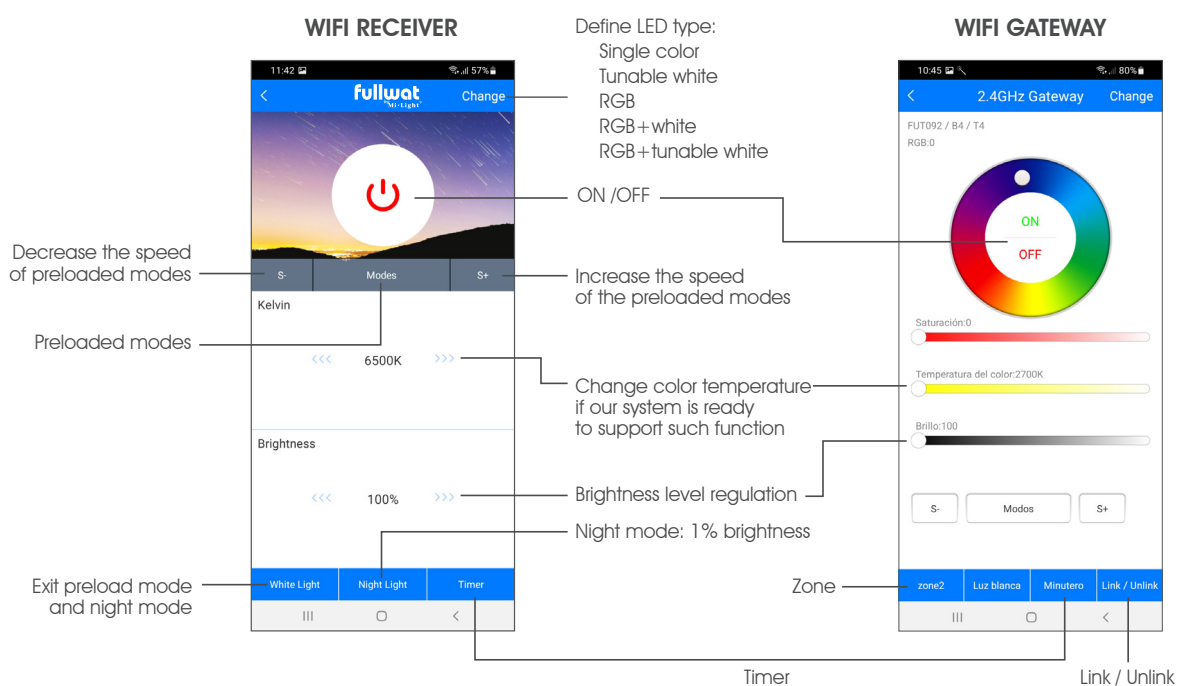 WIFI RECEIVER
Define LED type:
Single color
Tunable white
RGB
RGB+white
RGB+tunable white
WIFI GATEWAY
11:42
57%
fullwat
by Mi·Light
Change
10:45
80%
2.4GHz Gateway
Change
FUT092 / B4 / T4
RGB:0
ON /OFF
ON
OFF
Decrease the speed
of preloaded modes
S-
Modes
S+
Increase the speed
of the preloaded modes
Kelvin
Preloaded modes
6500K
Saturación:0
Temperatura del color:2700K
Change color temperature
if our system is ready
to support such function
Brillo:100
Brightness
100%
Brightness level regulation
S-
Modos
S+
Night mode: 1% brightness
Exit preload mode
and night mode
White Light
Night Light
Timer
Zone
zone2
Luz blanca
Minutero
Link / Unlink
Timer
Link / Unlink